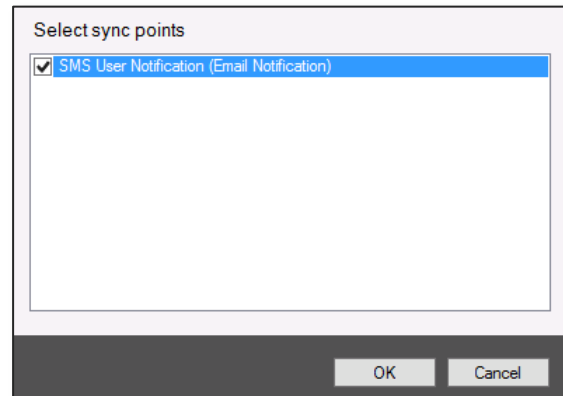 Select sync points
SMS User Notification (Email Notification)
OK
Cancel